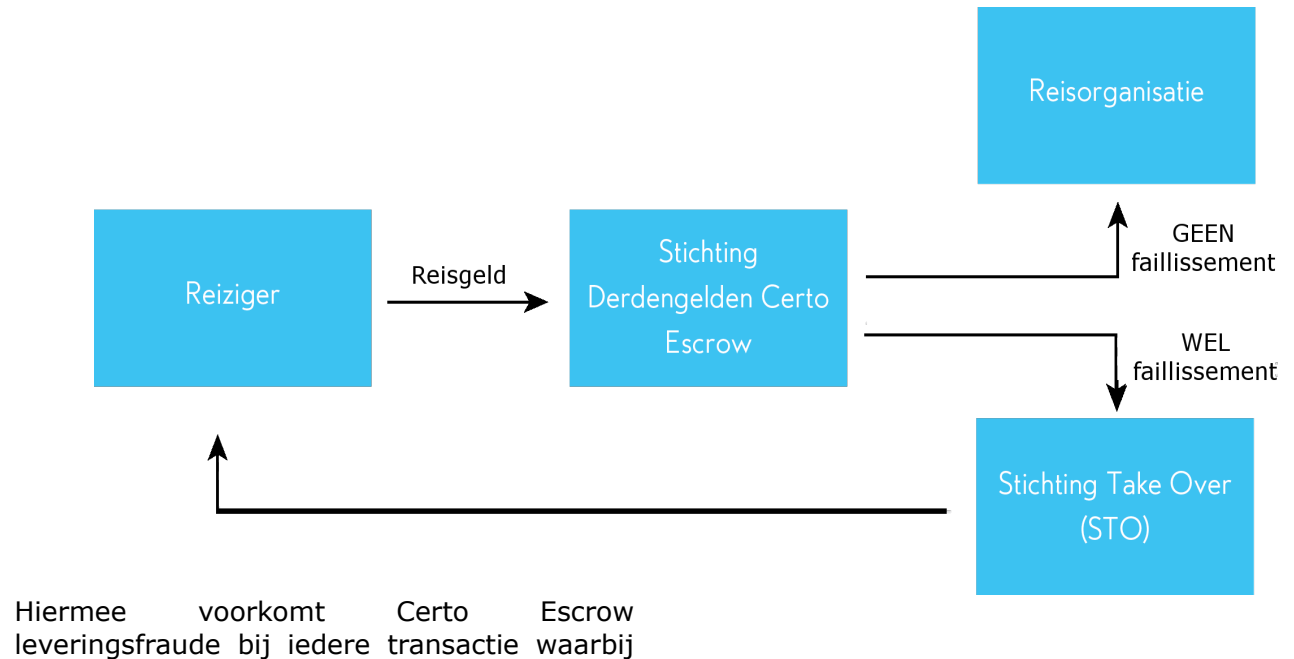 Reisorganisatie
GEEN
faillissement
Reiziger
Reisgeld
Stichting
Derdengelden Certo
Escrow
WEL
faillissement
Stichting Take Over
(STO)
Hiermee voorkomt Certo Escrow
leveringsfraude bij iedere transactie waarbij